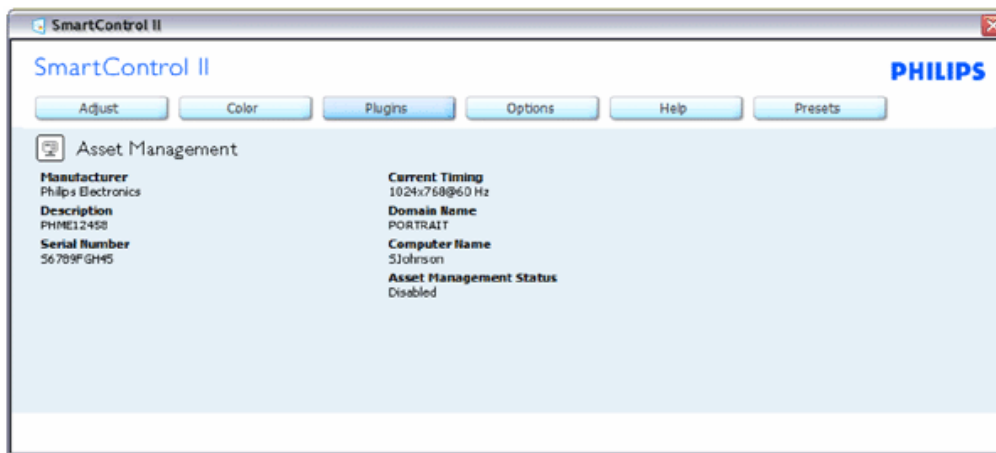 SmartControl II
SmartControl II
PHILIPS
Adjust
Color
Plugins
Options
Help
Presets
Asset Management
Manufacturer
Philips Electronics
Description
PHME12458
Serial Number
56789FGH45
Current Timing
1024x768@60 Hz
Domain Name
PORTRAIT
Computer Name
SJohnson
Asset Management Status
Disabled